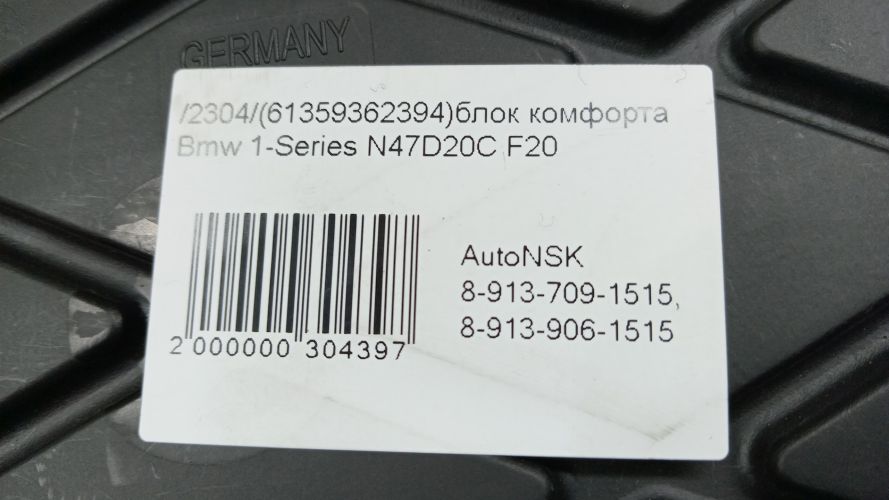 GERMANY
/2304/(61359362394)блок комфорта
Bmw 1-Series N47D20C F20
AutoNSK
8-913-709-1515,
8-913-906-1515
2 000000 304397